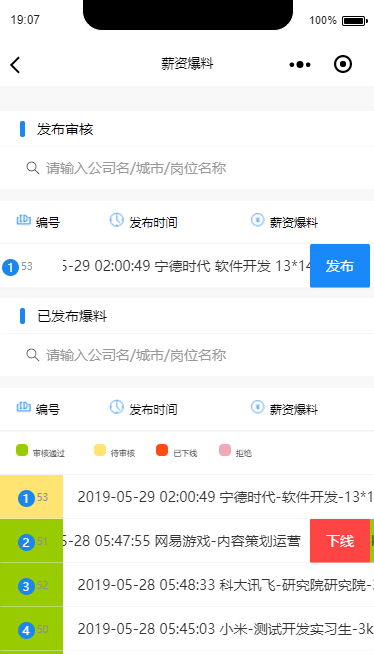 19:07 100%
薪资爆料
发布审核
请输入公司名/城市/岗位名称
编号 发布时间 薪资爆料
1 53 5-29 02:00:49 宁德时代 软件开发 13*14 发布
已发布爆料
请输入公司名/城市/岗位名称
编号 发布时间 薪资爆料
审核通过 待审核 已下线 拒绝
1 53 2019-05-29 02:00:49 宁德时代-软件开发-13*1
2 51 5-28 05:47:55 网易游戏-内容策划运营 下线
3 52 2019-05-28 05:48:33 科大讯飞-研究院研究院-
4 50 2019-05-28 05:45:03 小米-测试开发实习生-3k